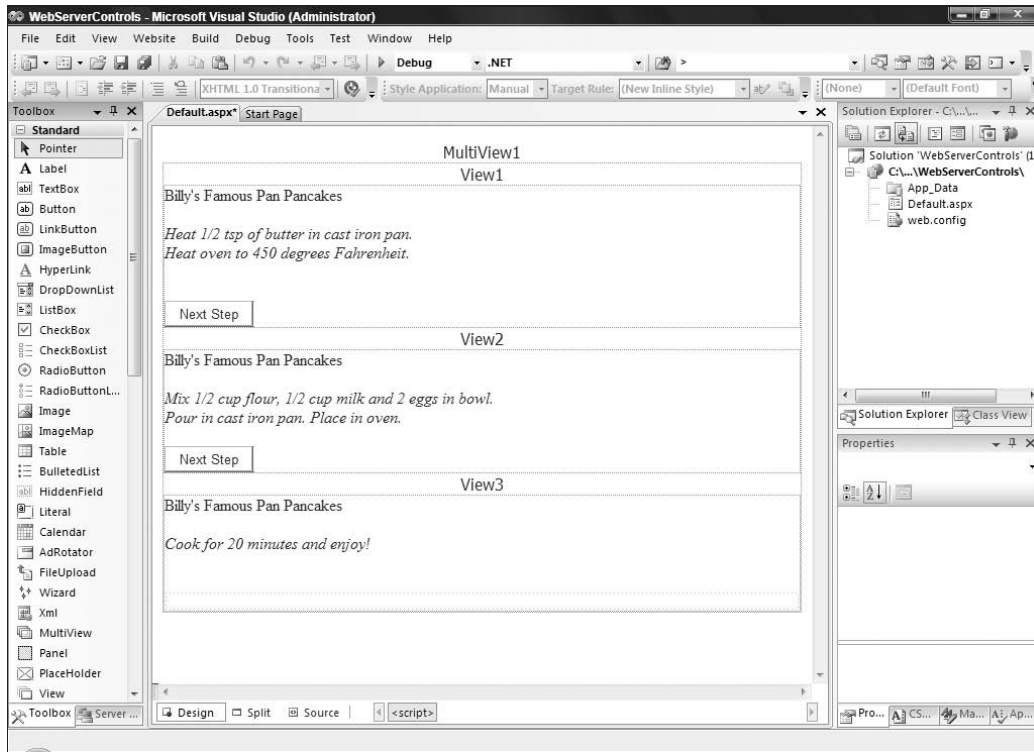 WebServerControls - Microsoft Visual Studio (Administrator)
File Edit View Website Build Debug Tools Test Window Help
Debug .NET
XHTML 1.0 Transitiona Style Application: Manual Target Rule: (New Inline Style) (None) (Default Font)
Toolbox
Standard
Pointer
A Label
TextBox
Button
LinkButton
ImageButton
HyperLink
DropDownList
ListBox
CheckBox
CheckBoxList
RadioButton
RadioButtonL...
Image
ImageMap
Table
BulletedList
HiddenField
Literal
Calendar
AdRotator
FileUpload
Wizard
Xml
MultiView
Panel
PlaceHolder
View
Toolbox Server ...
Default.aspx* Start Page
MultiView1
View1
Billy's Famous Pan Pancakes
Heat 1/2 tsp of butter in cast iron pan.
Heat oven to 450 degrees Fahrenheit.
Next Step
View2
Billy's Famous Pan Pancakes
Mix 1/2 cup flour, 1/2 cup milk and 2 eggs in bowl.
Pour in cast iron pan. Place in oven.
Next Step
View3
Billy's Famous Pan Pancakes
Cook for 20 minutes and enjoy!
Design Split Source <script>
Solution Explorer - C:\...\...
Solution 'WebServerControls' (1
C:\...\WebServerControls\
App_Data
Default.aspx
web.config
Solution Explorer Class View
Properties
Pro... CS... Ma... Ap...